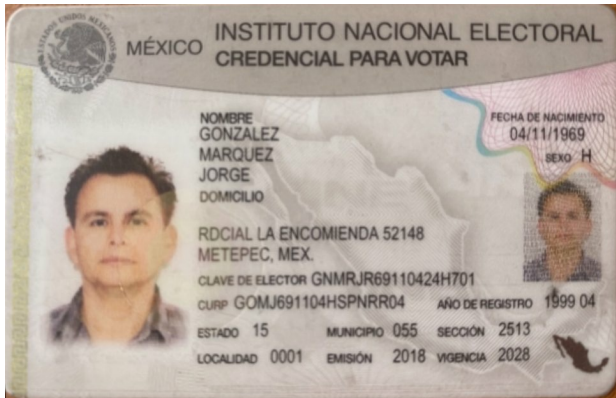 MÉXICO INSTITUTO NACIONAL ELECTORAL
CREDENCIAL PARA VOTAR
NOMBRE
GONZALEZ
MARQUEZ
JORGE
FECHA DE NACIMIENTO
04/11/1969
SEXO H
DOMICILIO
RDCIAL LA ENCOMIENDA 52148
METEPEC, MEX.
CLAVE DE ELECTOR GNMRJR69110424H701
CURP GOMJ691104HSPNRR04 AÑO DE REGISTRO 1999 04
ESTADO 15 MUNICIPIO 055 SECCIÓN 2513
LOCALIDAD 0001 EMISIÓN 2018 VIGENCIA 2028